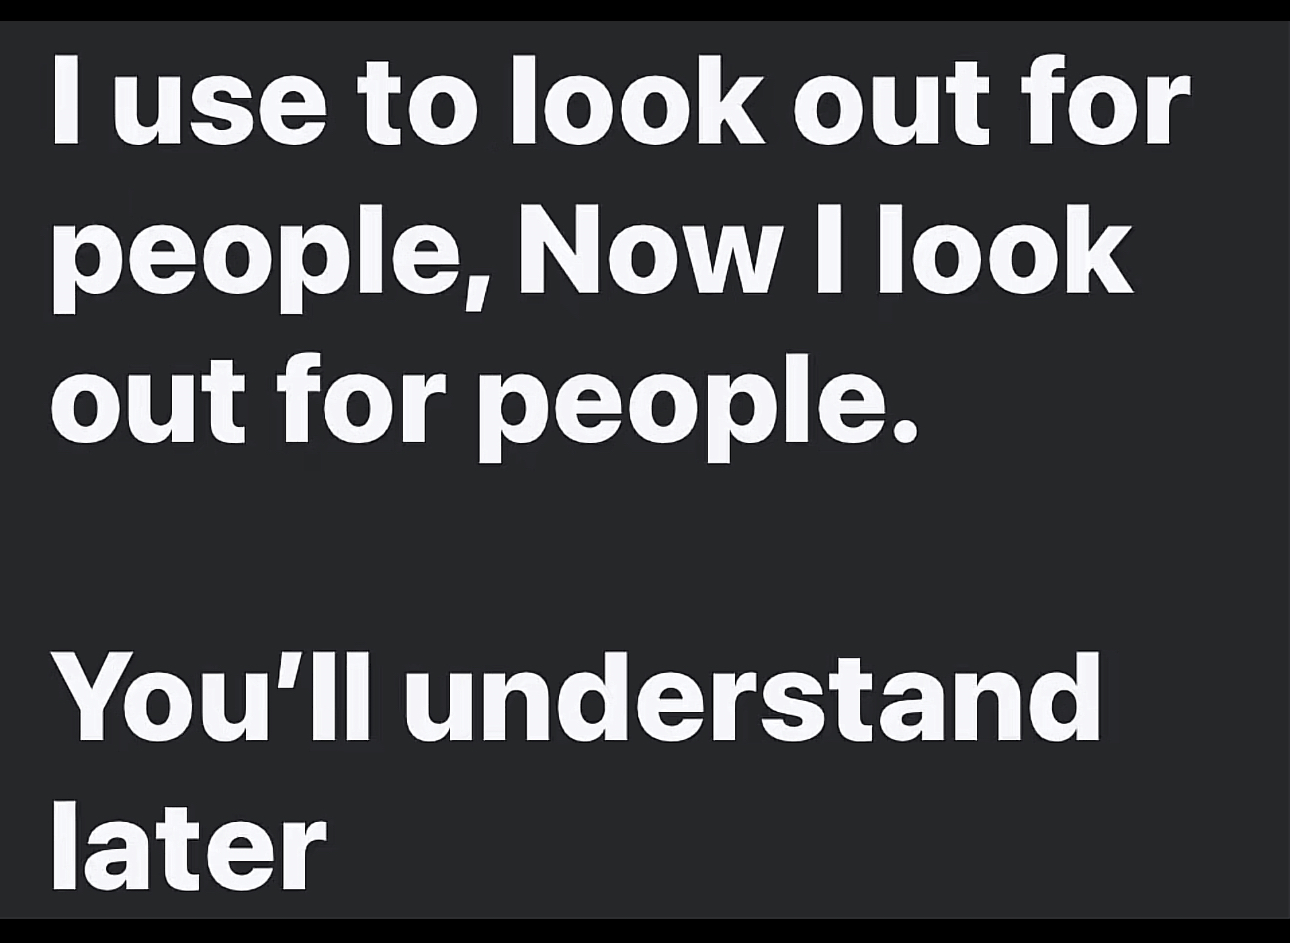 I use to look out for
people, Now I look
out for people.
You’ll understand
later